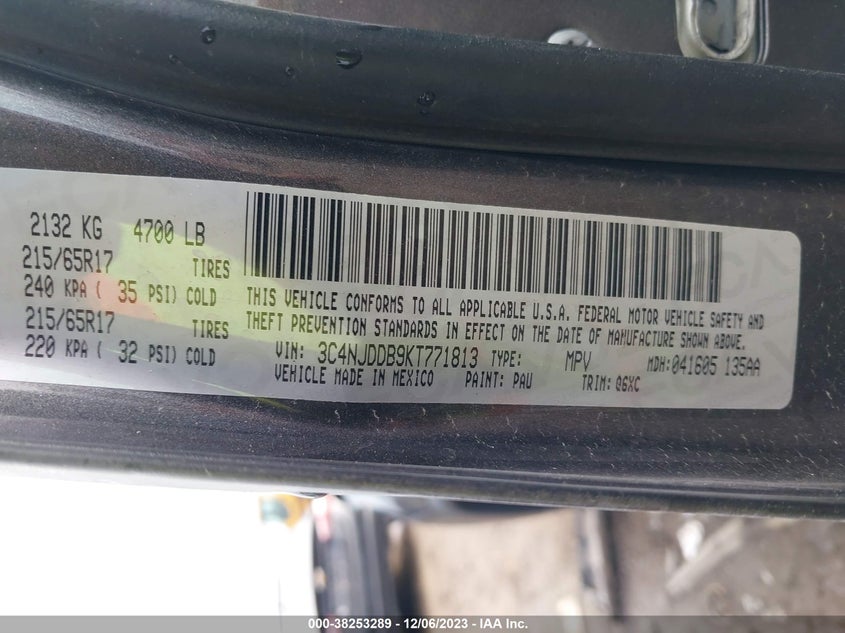 2132 KG 4700 LB
215/65R17 TIRES
240 KPA ( 35 PSI) COLD
215/65R17 TIRES
220 KPA ( 32 PSI) COLD
THIS VEHICLE CONFORMS TO ALL APPLICABLE U.S.A. FEDERAL MOTOR VEHICLE SAFETY AND
THEFT PREVENTION STANDARDS IN EFFECT ON THE DATE OF MANUFACTURE SHOWN ABOVE.
VIN: 3C4NJDDB9KT771813 TYPE: MPV MDH:041605 135AA
VEHICLE MADE IN MEXICO PAINT: PAU TRIM: Q6XC
000-38253289 - 12/06/2023 - IAA Inc.